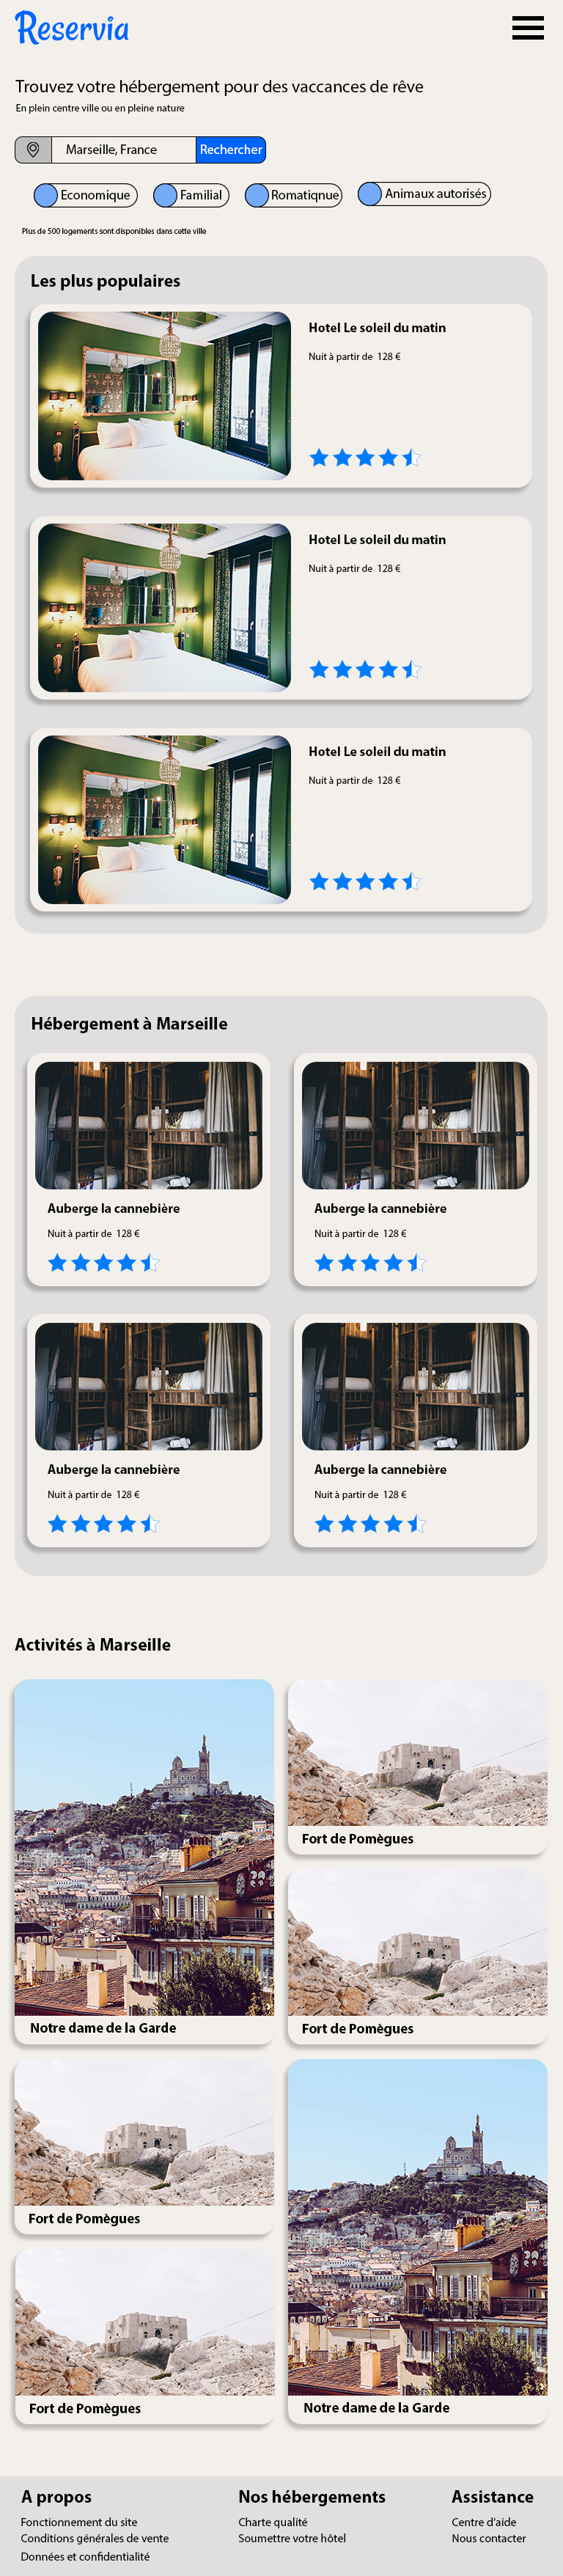 Reservia
Trouvez votre hébergement pour des vaccances de rêve
En plein centre ville ou en pleine nature
Marseille, France
Rechercher
Economique
Familial
Romatiqnue
Animaux autorisés
Plus de 500 logements sont disponibles dans cette ville
Les plus populaires
Hotel Le soleil du matin
Nuit à partir de 128 €
Hotel Le soleil du matin
Nuit à partir de 128 €
Hotel Le soleil du matin
Nuit à partir de 128 €
Hébergement à Marseille
Auberge la cannebière
Nuit à partir de 128 €
Auberge la cannebière
Nuit à partir de 128 €
Auberge la cannebière
Nuit à partir de 128 €
Auberge la cannebière
Nuit à partir de 128 €
Activités à Marseille
Notre dame de la Garde
Fort de Pomègues
Fort de Pomègues
Fort de Pomègues
Fort de Pomègues
Notre dame de la Garde
A propos
Fonctionnement du site
Conditions générales de vente
Données et confidentialité
Nos hébergements
Charte qualité
Soumettre votre hôtel
Assistance
Centre d’aide
Nous contacter